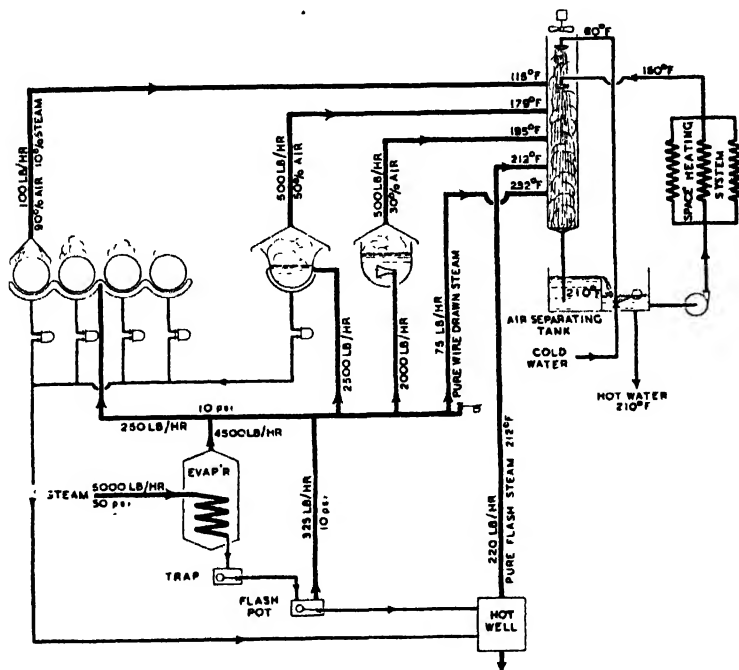 80°F
118°F
150°F
179°F
195°F
212°F
232°F
100 LB/HR
90% AIR 10% STEAM
500 LB/HR
50% AIR
500 LB/HR
30% AIR
SPACE HEATING
SYSTEM
210°F
AIR SEPARATING
TANK
COLD
WATER
HOT WATER
210°F
2500 LB/HR
2000 LB/HR
75 LB/HR
PURE WIRE DRAWN STEAM
10 psi
250 LB/HR
4500 LB/HR
EVAP'R
STEAM
5000 LB/HR
50 psi
325 LB/HR
10 psi
220 LB/HR
PURE FLASH STEAM 212°F
TRAP
FLASH
POT
HOT
WELL